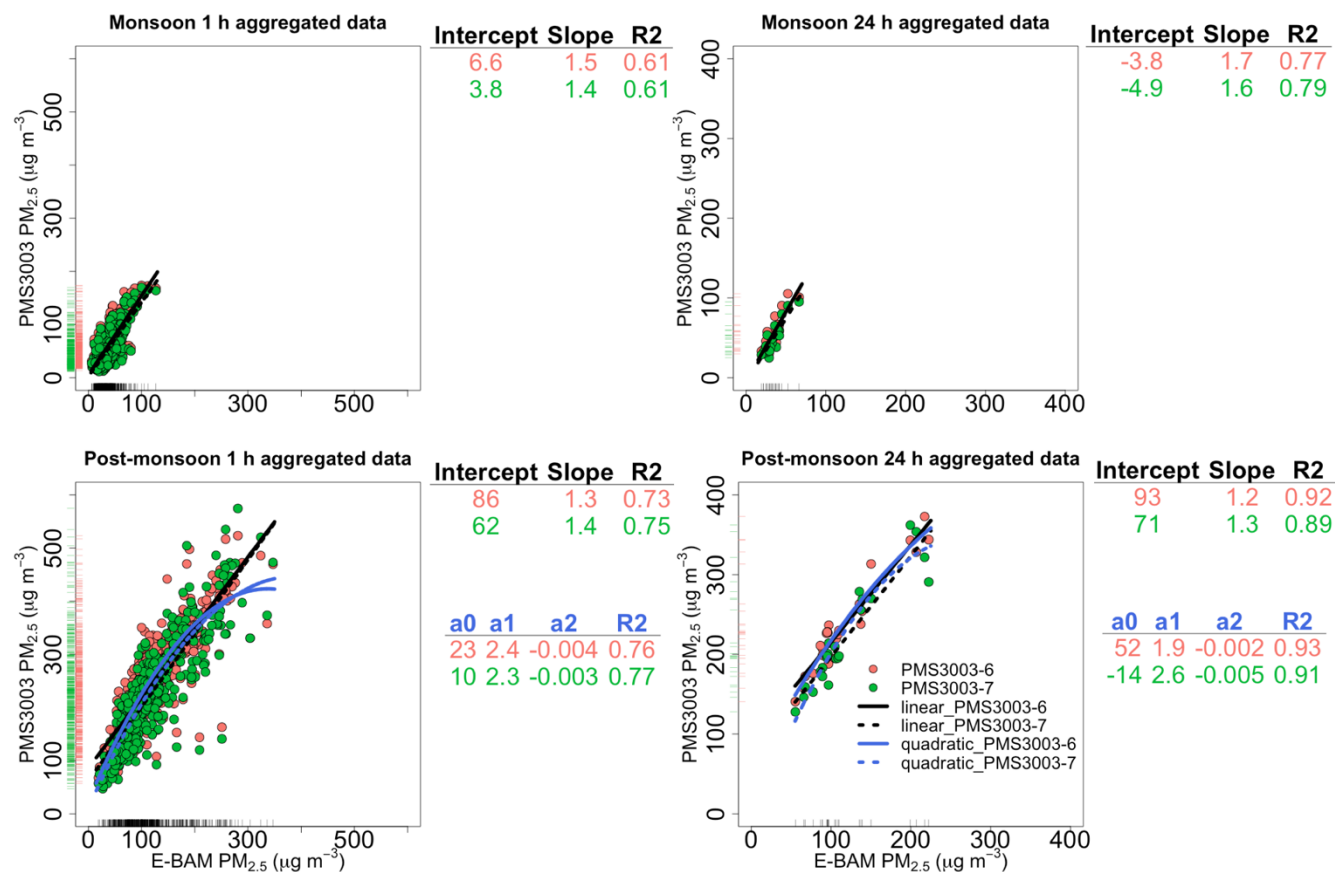 Monsoon 1 h aggregated data
PMS3003 PM2.5 (µg m−3)
0 100 300 500
0 100 300 500
Intercept Slope R2
6.6 1.5 0.61
3.8 1.4 0.61
Monsoon 24 h aggregated data
PMS3003 PM2.5 (µg m−3)
0 100 200 300 400
0 100 200 300 400
Intercept Slope R2
-3.8 1.7 0.77
-4.9 1.6 0.79
Post-monsoon 1 h aggregated data
PMS3003 PM2.5 (µg m−3)
0 100 300 500
0 100 300 500
E-BAM PM2.5 (µg m−3)
Intercept Slope R2
86 1.3 0.73
62 1.4 0.75
a0 a1 a2 R2
23 2.4 -0.004 0.76
10 2.3 -0.003 0.77
Post-monsoon 24 h aggregated data
PMS3003 PM2.5 (µg m−3)
0 100 200 300 400
PMS3003-6
PMS3003-7
linear_PMS3003-6
linear_PMS3003-7
quadratic_PMS3003-6
quadratic_PMS3003-7
0 100 200 300 400
E-BAM PM2.5 (µg m−3)
Intercept Slope R2
93 1.2 0.92
71 1.3 0.89
a0 a1 a2 R2
52 1.9 -0.002 0.93
-14 2.6 -0.005 0.91